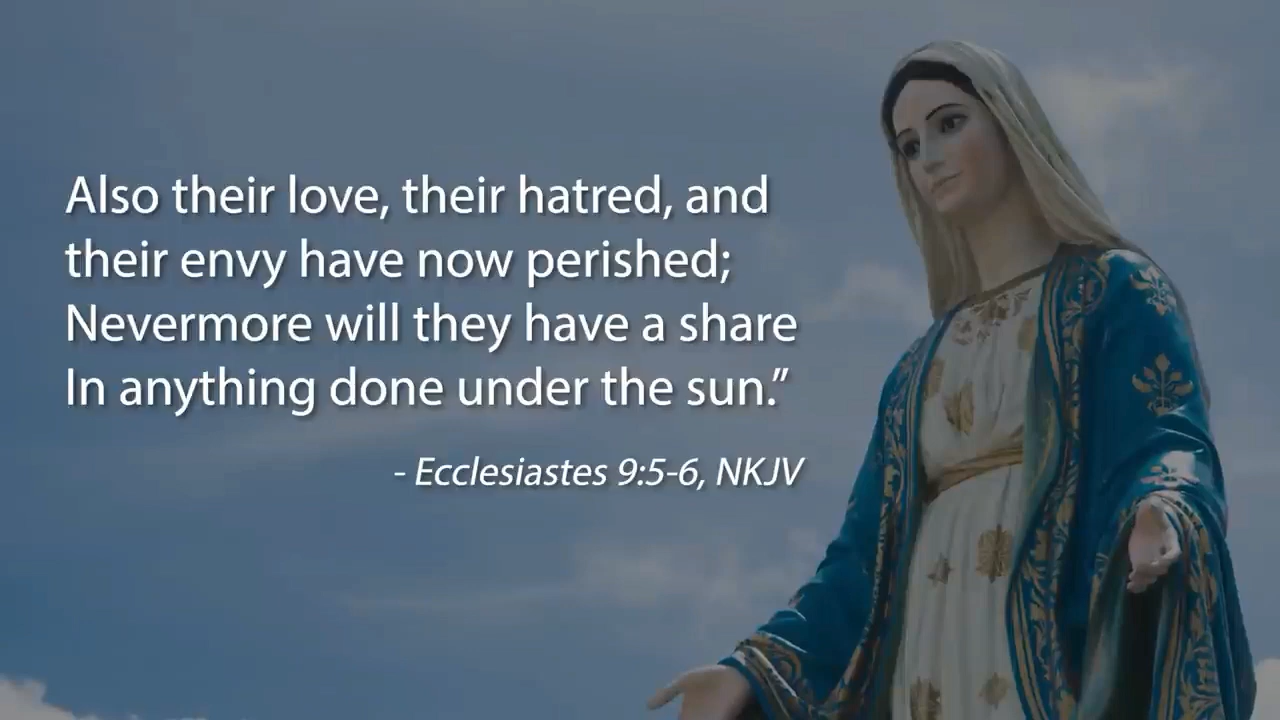 Also their love, their hatred, and
their envy have now perished;
Nevermore will they have a share
In anything done under the sun.”
- Ecclesiastes 9:5-6, NKJV